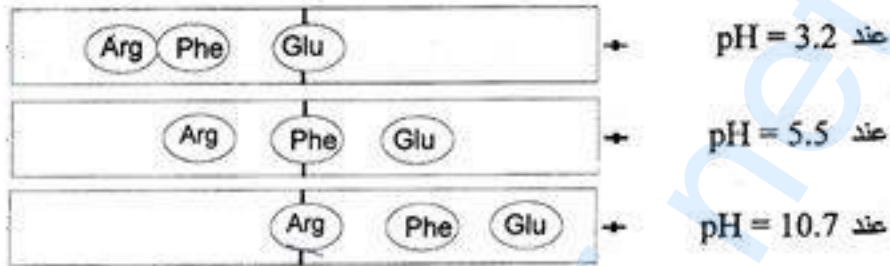 Arg Phe Glu عند pH = 3.2
Arg Phe Glu عند pH = 5.5
Arg Phe Glu عند pH = 10.7